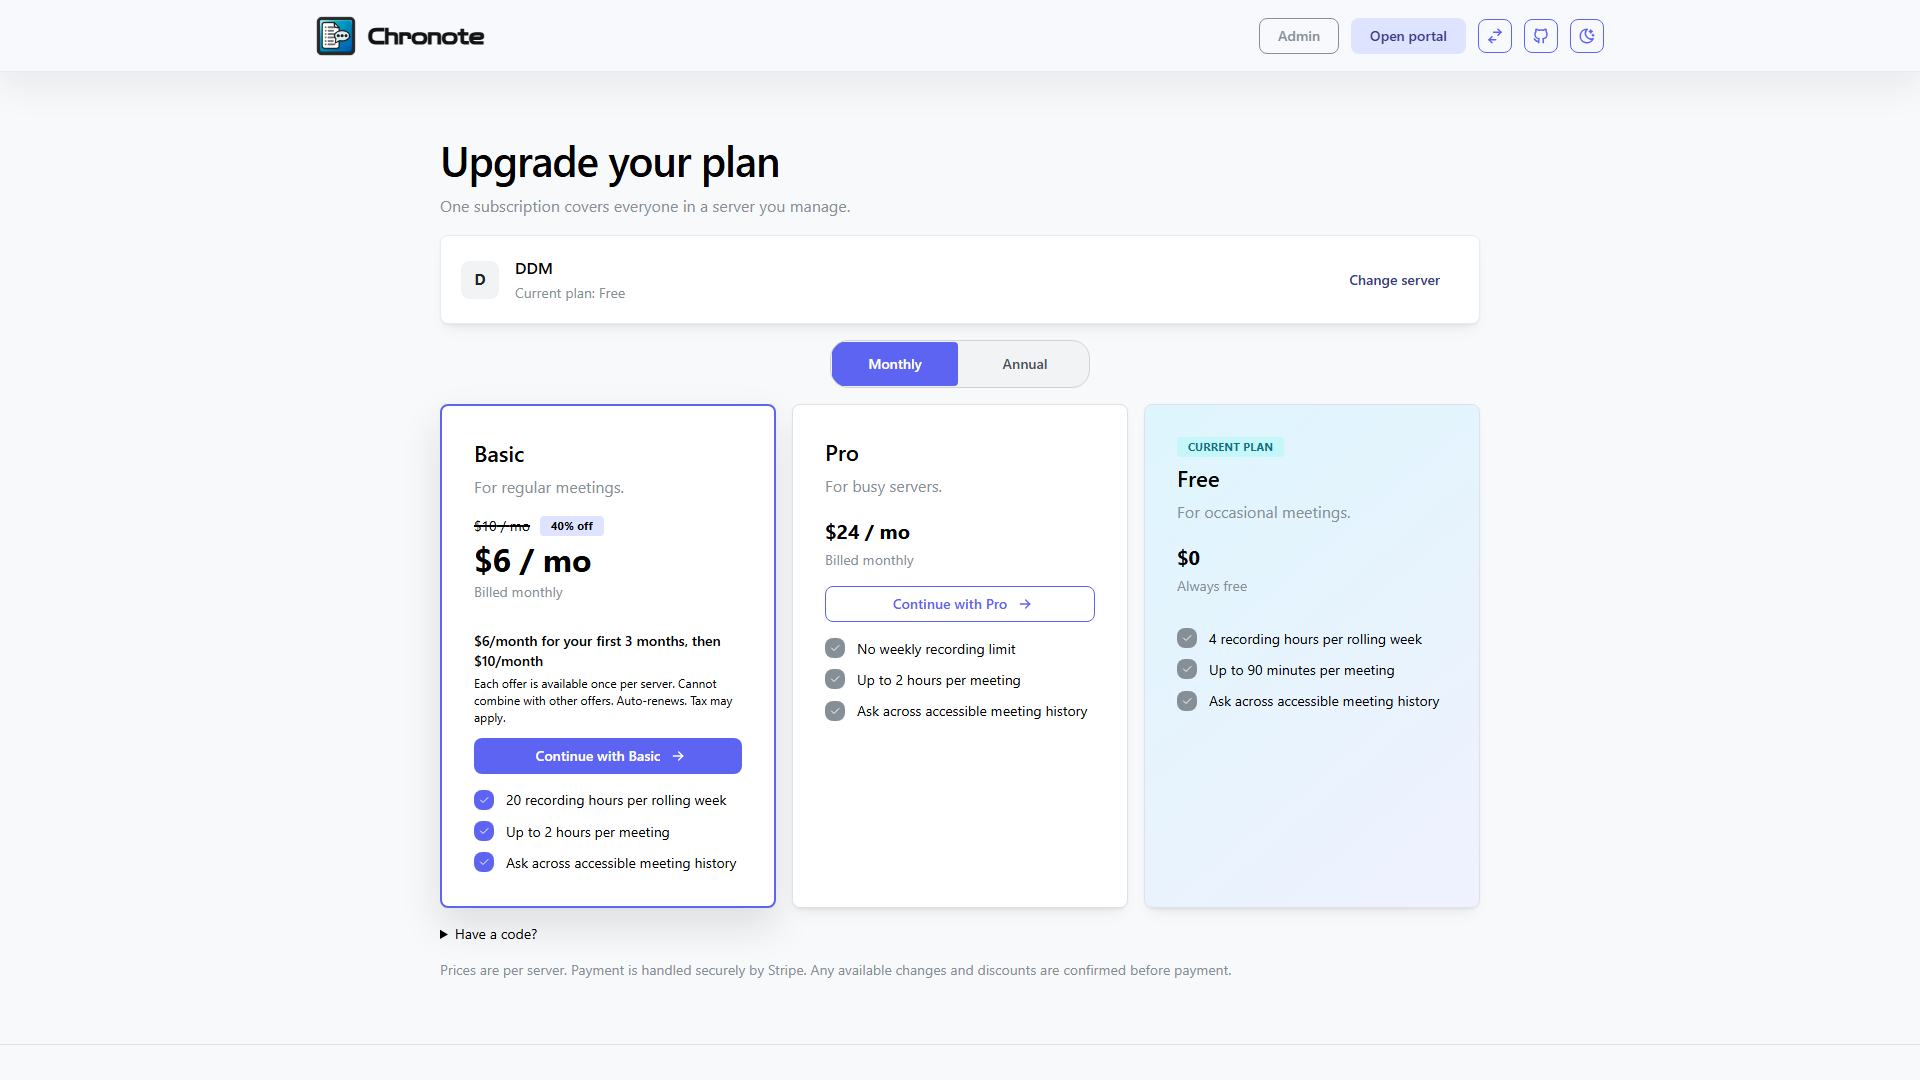 Chronote
Admin
Open portal
Upgrade your plan
One subscription covers everyone in a server you manage.
D
DDM
Current plan: Free
Change server
Monthly
Annual
Basic
For regular meetings.
$10 / mo
40% off
$6 / mo
Billed monthly
$6/month for your first 3 months, then
$10/month
Each offer is available once per server. Cannot
combine with other offers. Auto-renews. Tax may
apply.
Continue with Basic
20 recording hours per rolling week
Up to 2 hours per meeting
Ask across accessible meeting history
Pro
For busy servers.
$24 / mo
Billed monthly
Continue with Pro
No weekly recording limit
Up to 2 hours per meeting
Ask across accessible meeting history
CURRENT PLAN
Free
For occasional meetings.
$0
Always free
4 recording hours per rolling week
Up to 90 minutes per meeting
Ask across accessible meeting history
Have a code?
Prices are per server. Payment is handled securely by Stripe. Any available changes and discounts are confirmed before payment.